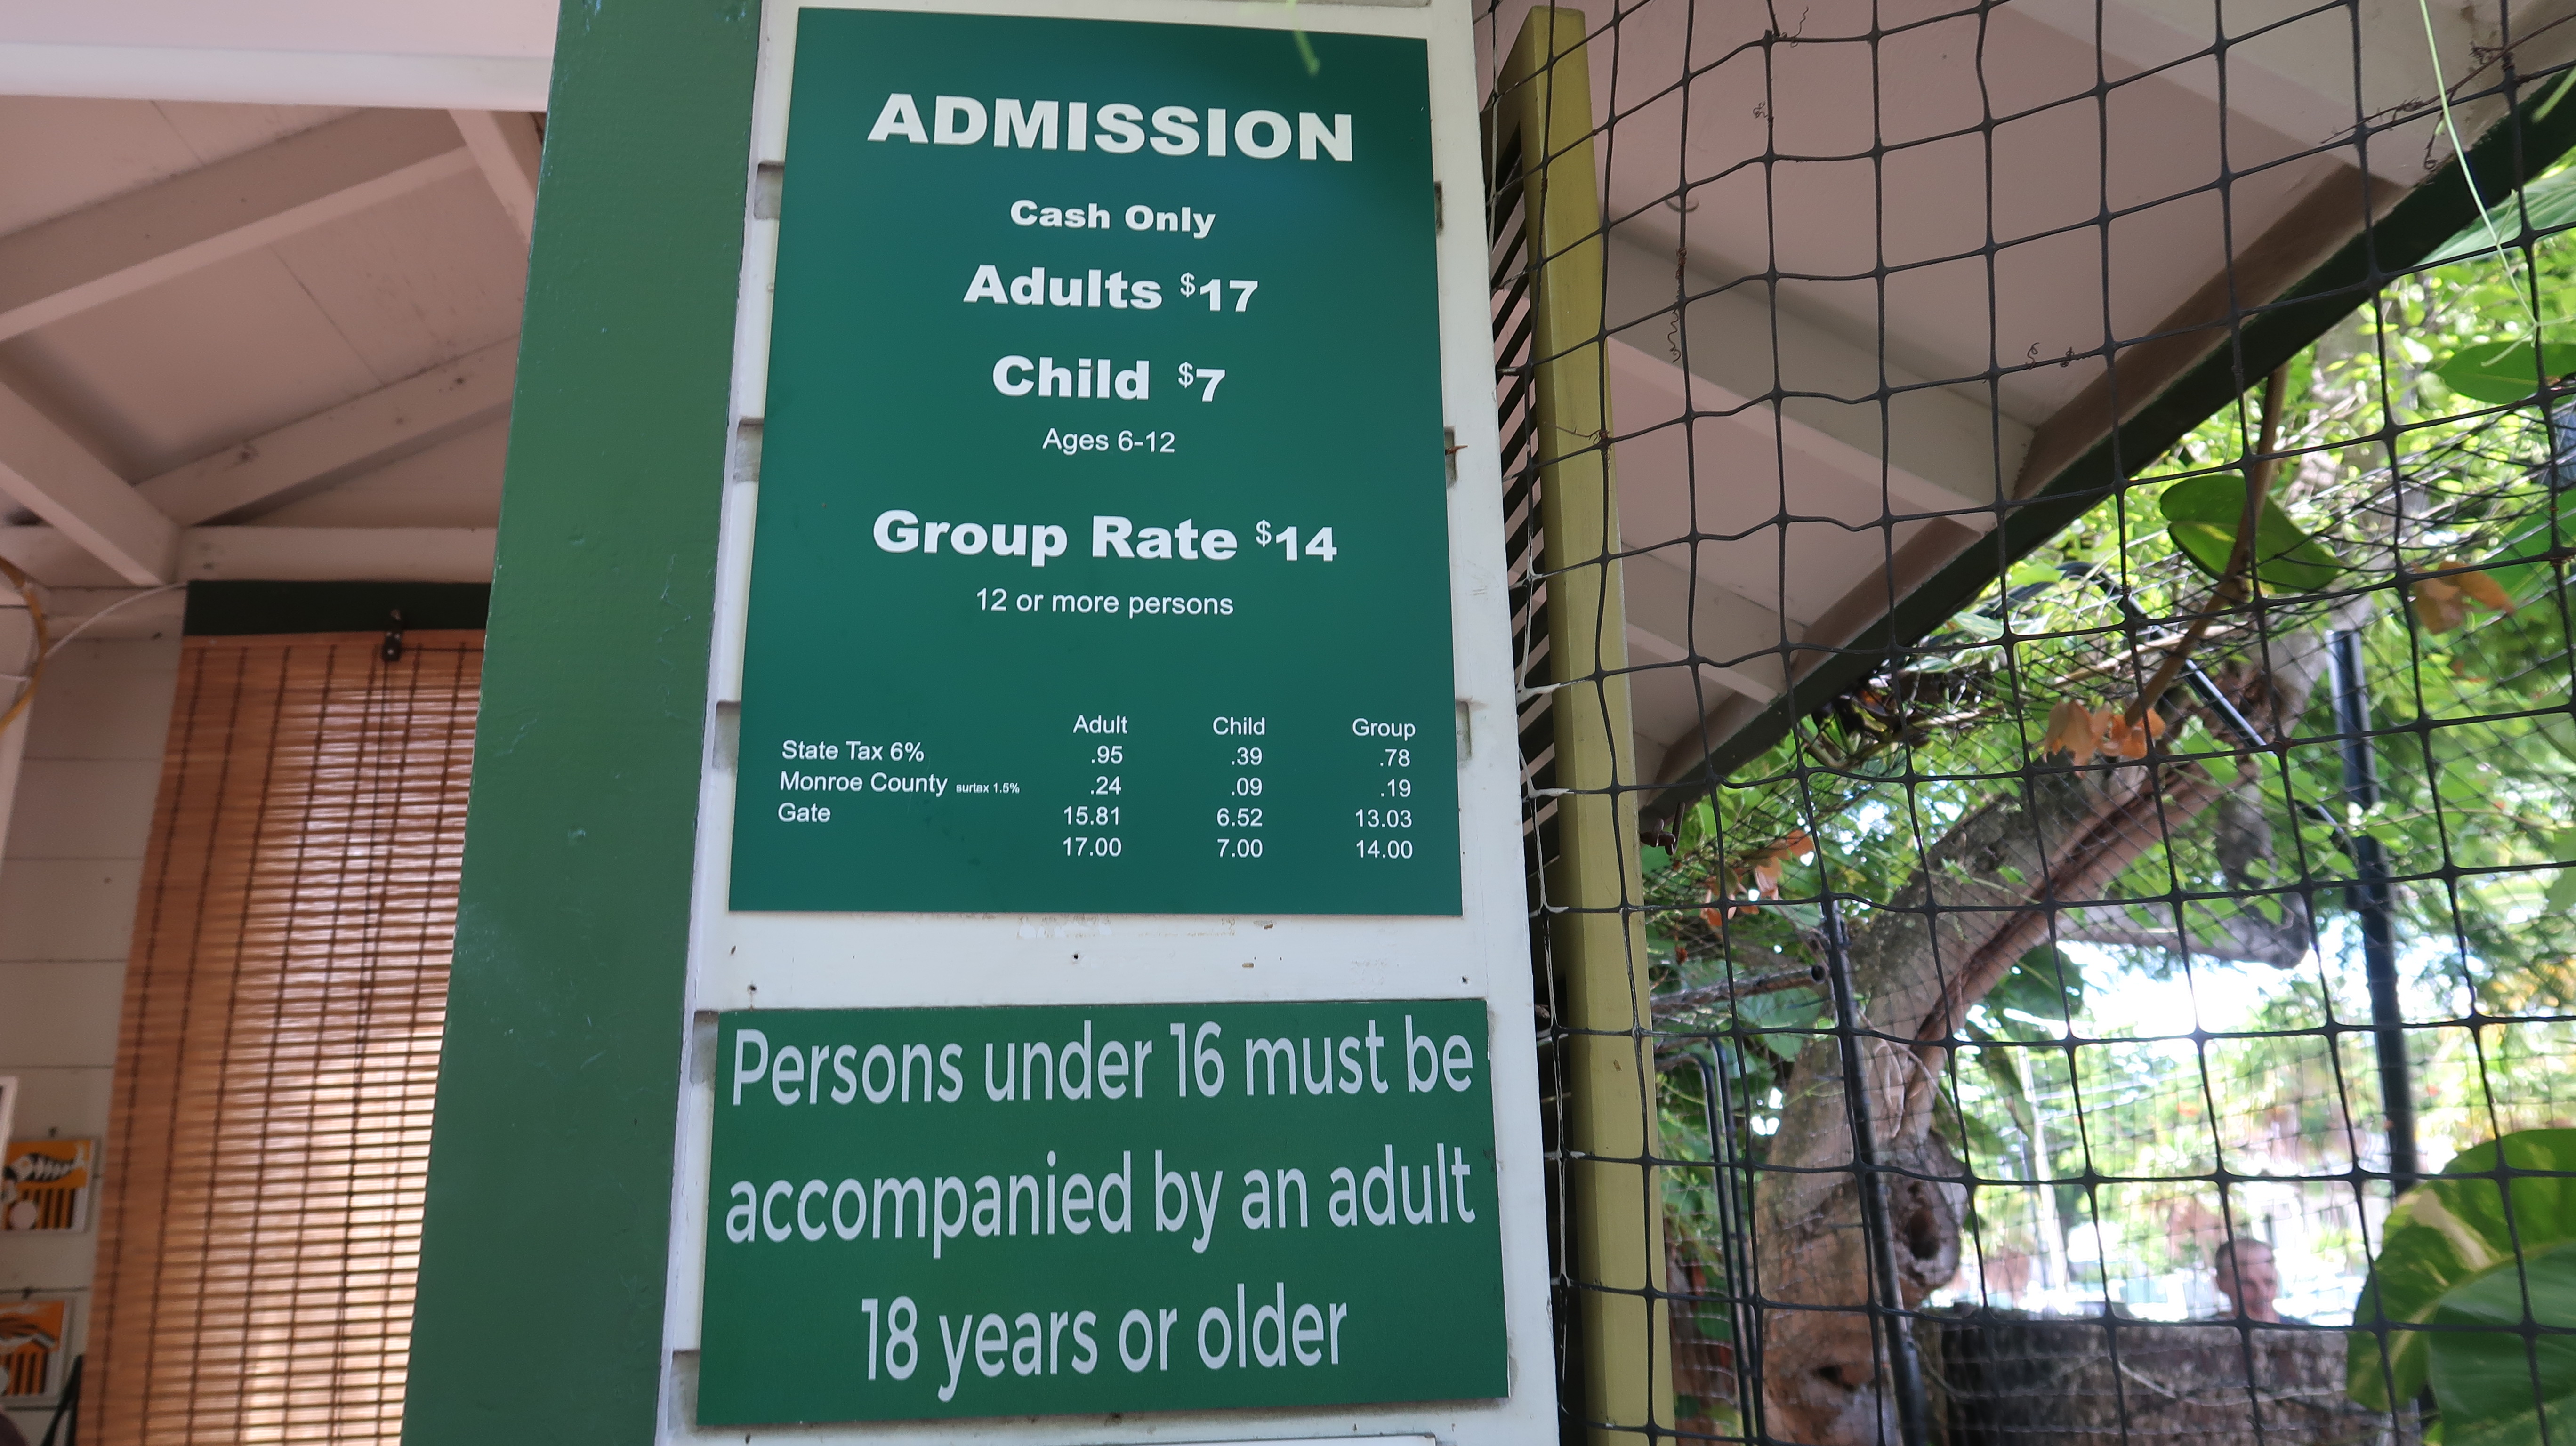 ADMISSION
Cash Only
Adults $17
Child $7
Ages 6-12
Group Rate $14
12 or more persons
Adult Child Group
State Tax 6% .95 .39 .78
Monroe County surtax 1.5% .24 .09 .19
Gate 15.81 6.52 13.03
17.00 7.00 14.00
Persons under 16 must be
accompanied by an adult
18 years or older